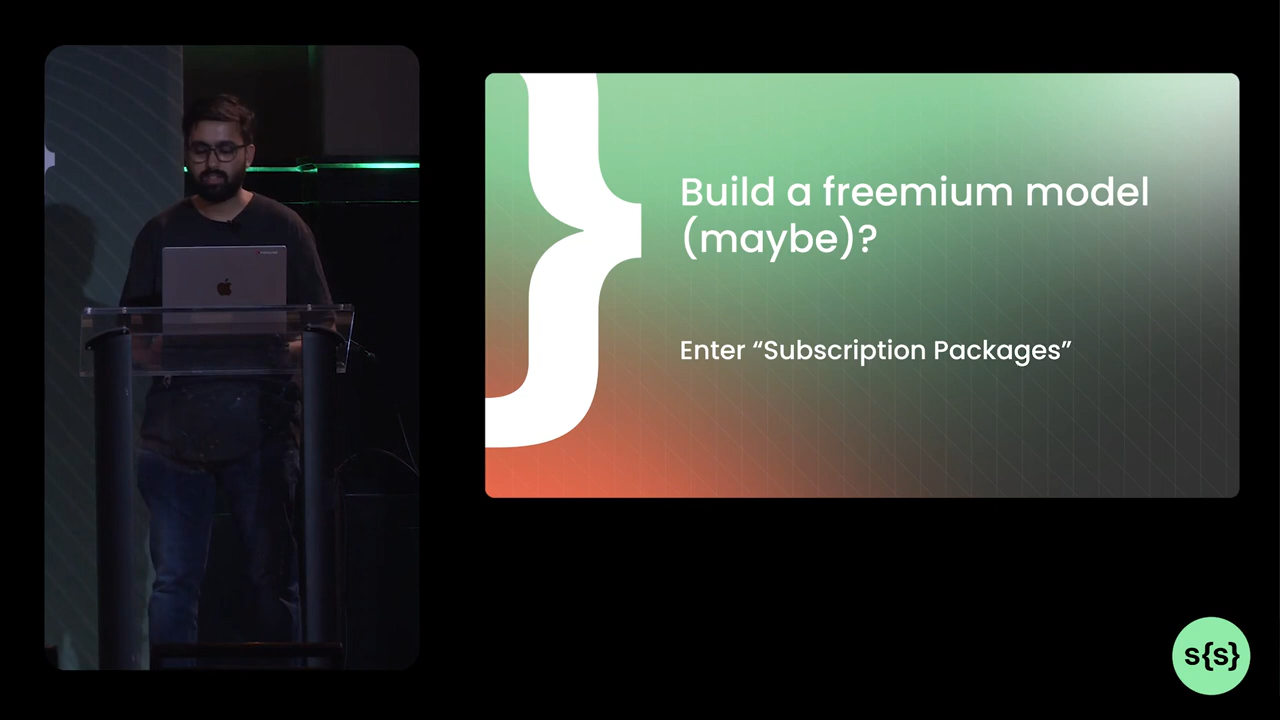 Build a freemium model
(maybe)?
Enter “Subscription Packages”
s{s}